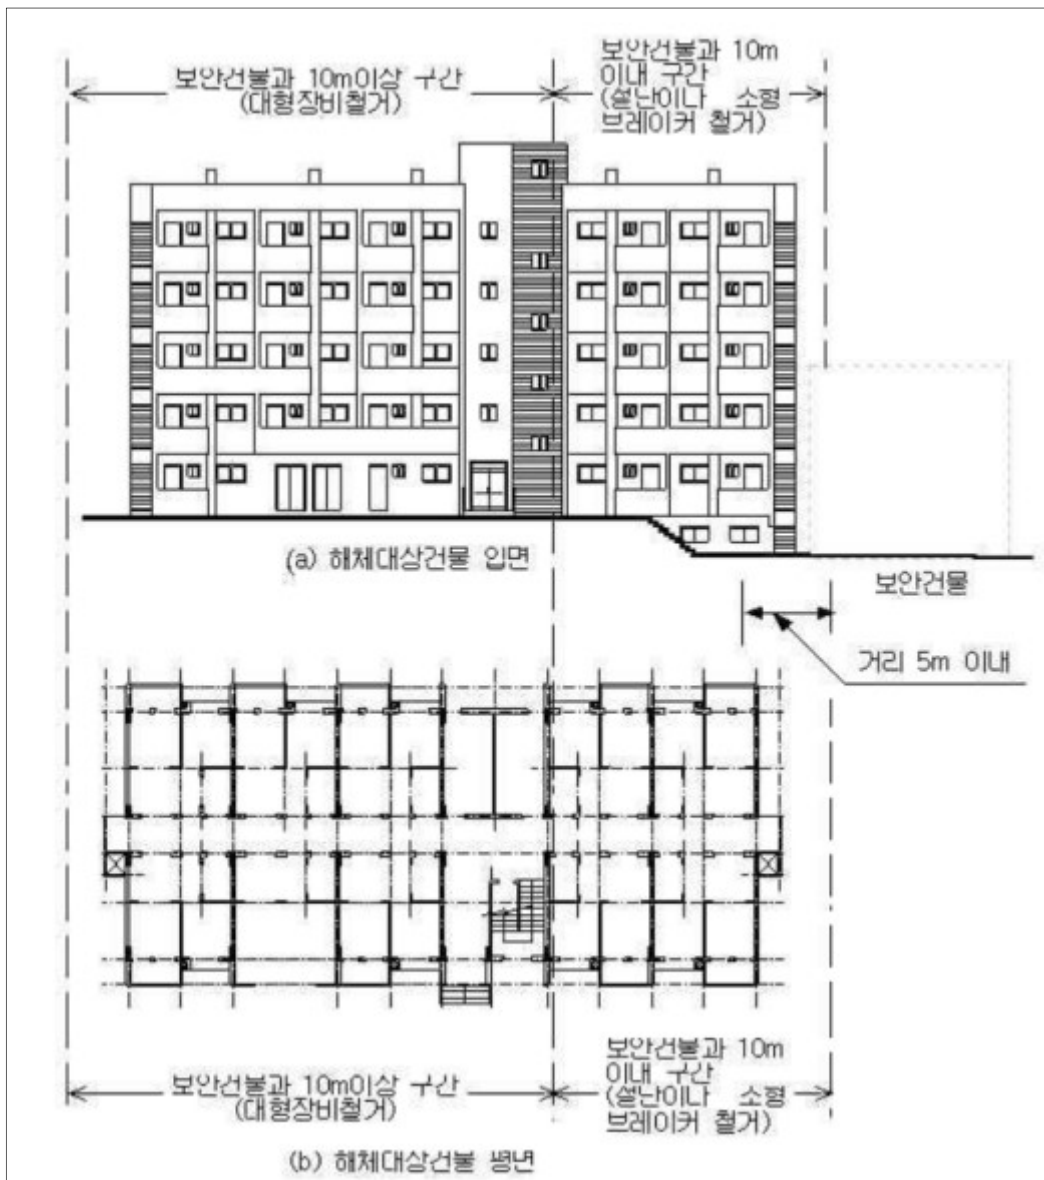 보안건물과 10m이상 구간
(대형장비철거)
보안건물과 10m
이내 구간
(쇌난이나 소형
브레이커 철거)
(a) 해체대상건물 입면
보안건물
거리 5m 이내
보안건물과 10m이상 구간
(대형장비철거)
보안건물과 10m
이내 구간
(쇌난이나 소형
브레이커 철거)
(b) 해체대상건물 평면